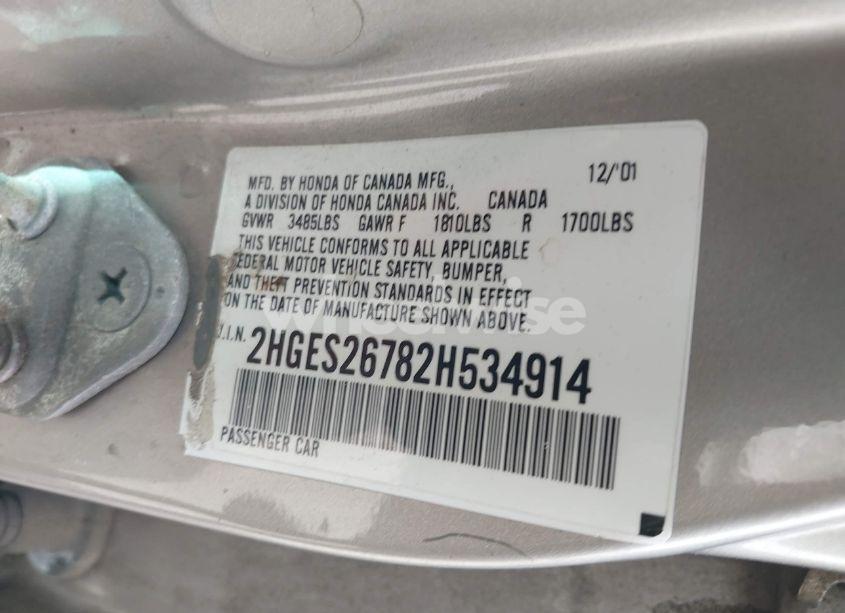 MFD. BY HONDA OF CANADA MFG., 12/'01
A DIVISION OF HONDA CANADA INC. CANADA
GVWR 3485LBS GAWR F 1810LBS R 1700LBS
THIS VEHICLE CONFORMS TO ALL APPLICABLE
FEDERAL MOTOR VEHICLE SAFETY, BUMPER,
AND THEFT PREVENTION STANDARDS IN EFFECT
ON THE DATE OF MANUFACTURE SHOWN ABOVE.
V.I.N. 2HGES26782H534914
PASSENGER CAR